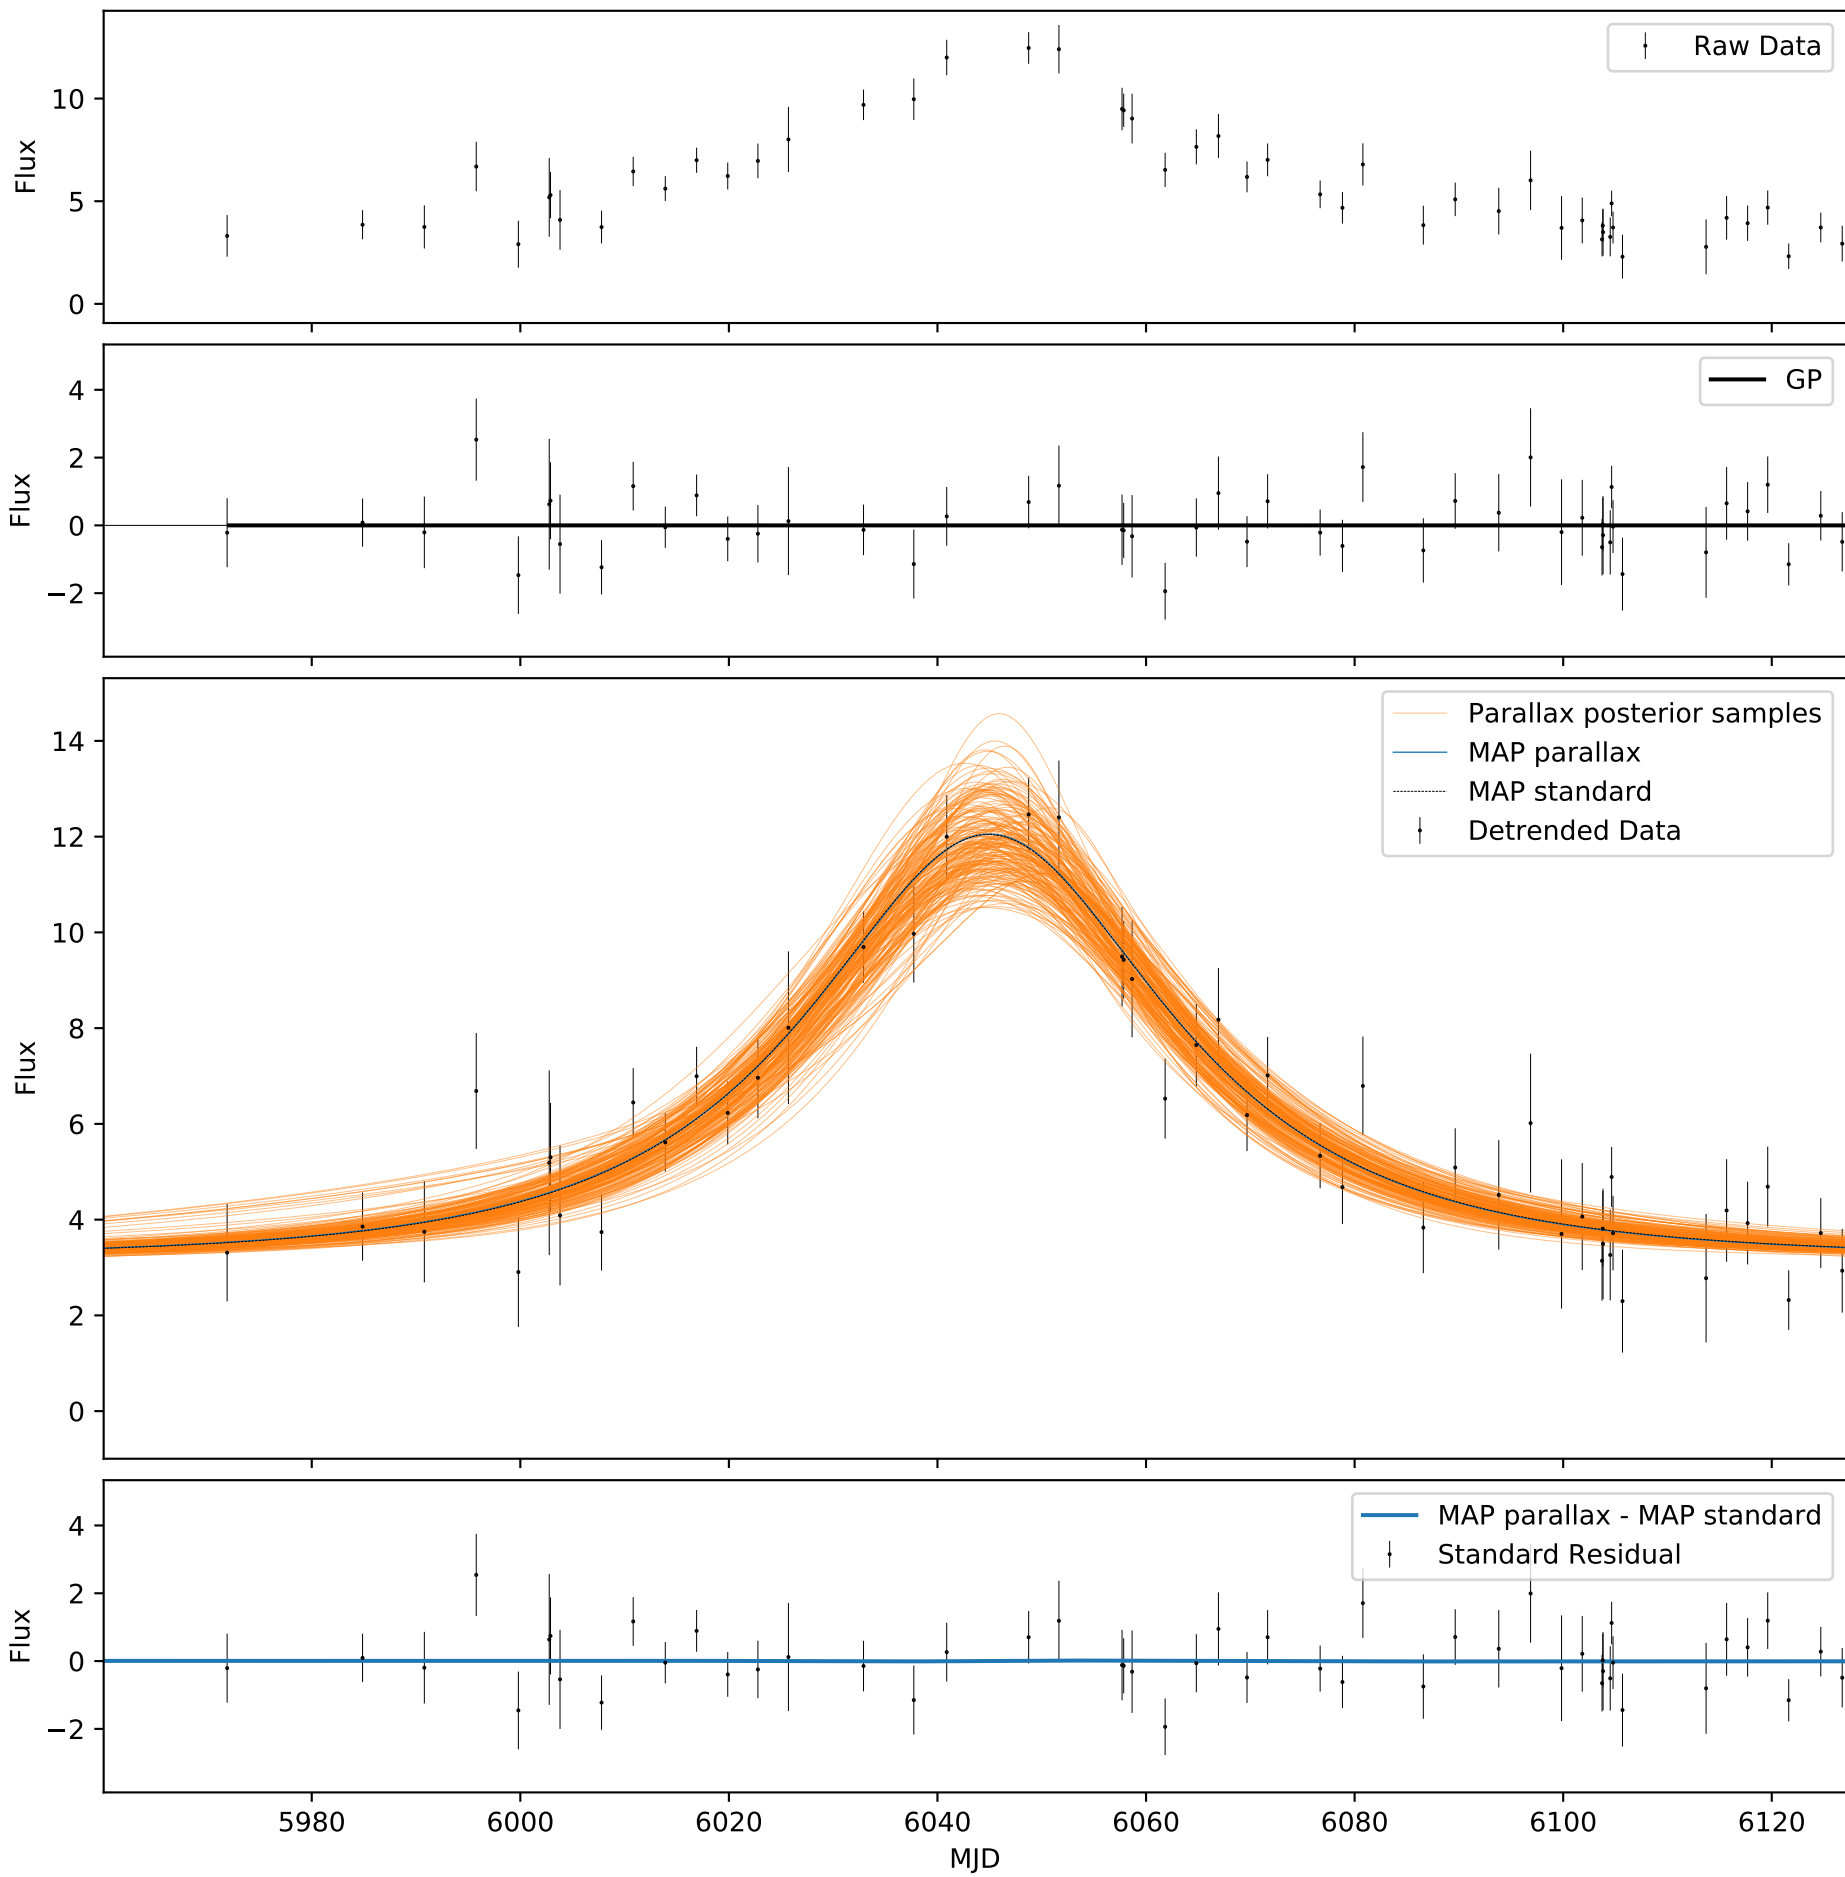 Raw Data
10
5
0
Flux
GP
4
2
0
−2
Flux
Parallax posterior samples
MAP parallax
MAP standard
Detrended Data
14
12
10
8
6
4
2
0
Flux
MAP parallax - MAP standard
Standard Residual
4
2
0
−2
Flux
5980 6000 6020 6040 6060 6080 6100 6120
MJD